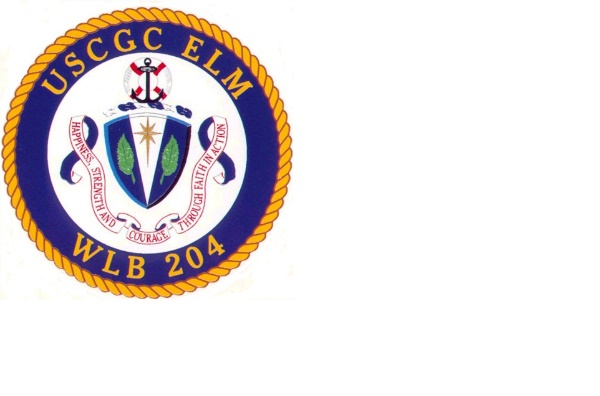 USCGC ELM
HAPPINESS, STRENGTH AND
COURAGE
THROUGH FAITH IN ACTION
WLB 204